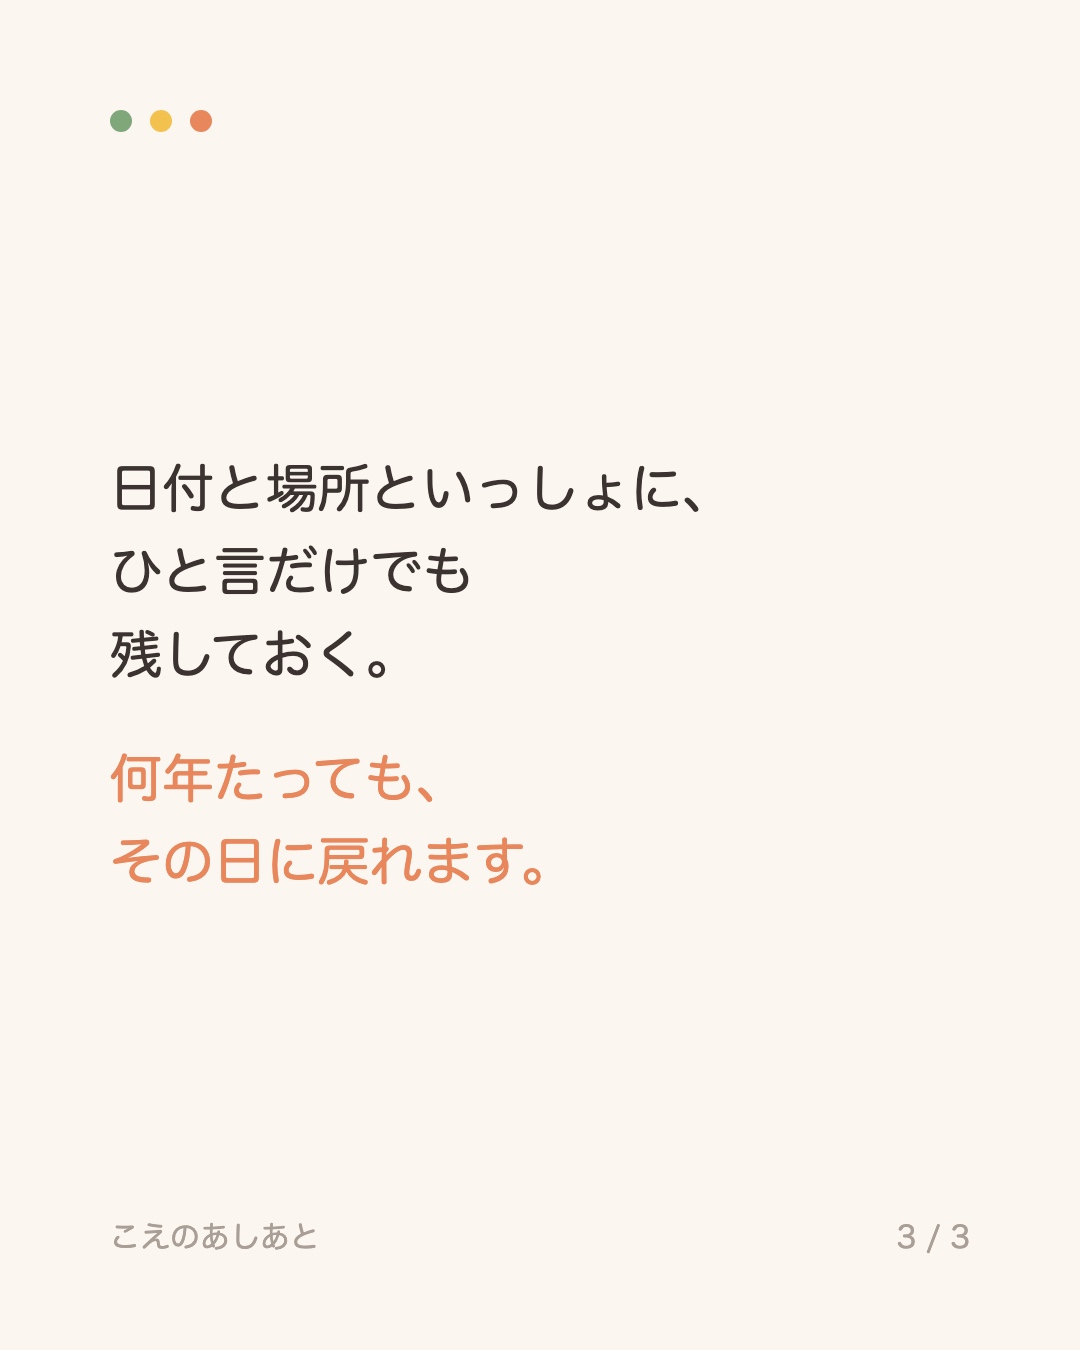 日付と場所といっしょに、
ひと言だけでも
残しておく。
何年たっても、
その日に戻れます。
こえのあしあと
3 / 3